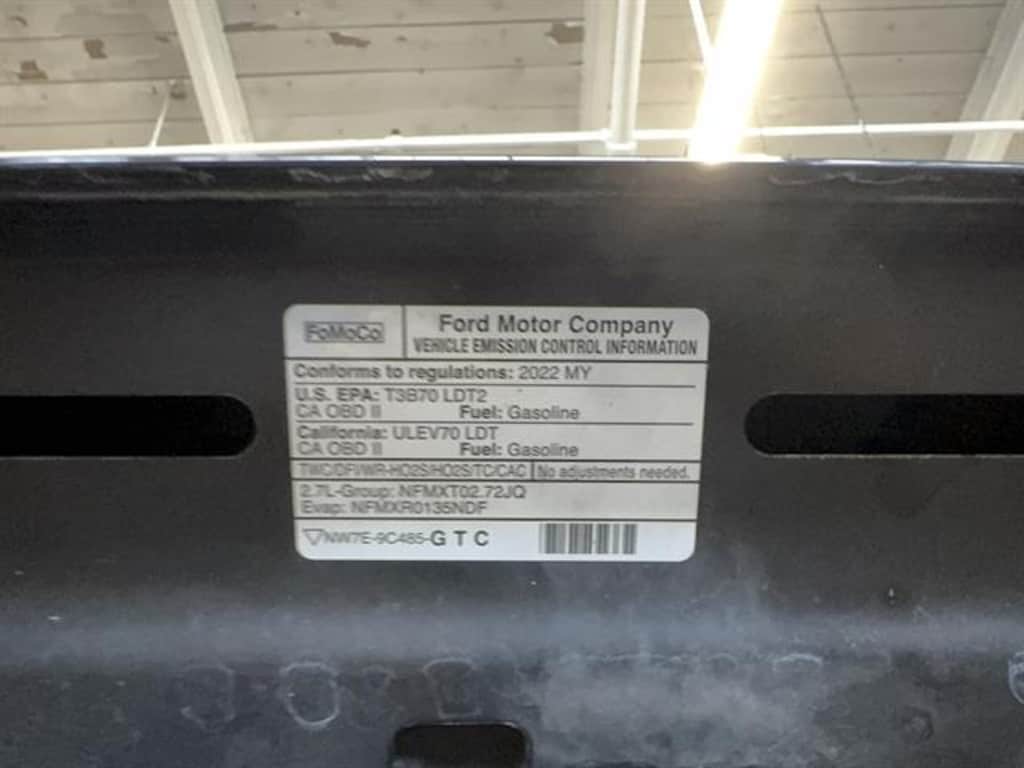 FoMoCo
Ford Motor Company
VEHICLE EMISSION CONTROL INFORMATION
Conforms to regulations: 2022 MY
U.S. EPA: T3B70 LDT2
CA OBD II Fuel: Gasoline
California: ULEV70 LDT
CA OBD II Fuel: Gasoline
TWC/DFI/WR-HO2S/HO2S/TC/CAC No adjustments needed.
2.7L-Group: NFMXT02.72JQ
Evap: NFMXR0135NDF
NW7E-9C485-G T C